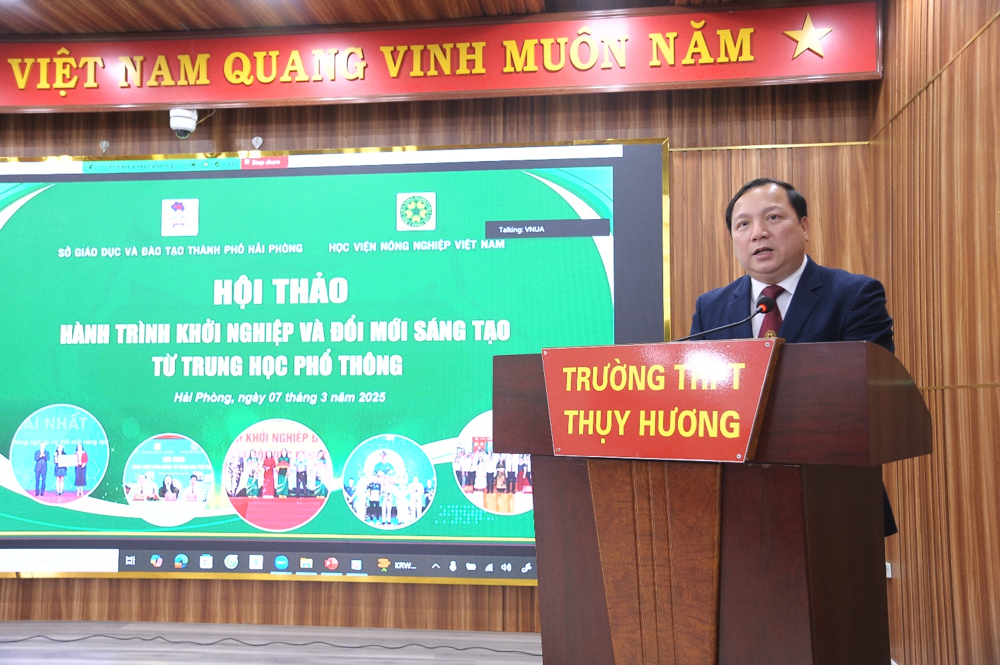 VIỆT NAM QUANG VINH MUÔN NĂM
You are screen sharing
Stop share
Talking: VNUA
SỞ GIÁO DỤC VÀ ĐÀO TẠO THÀNH PHỐ HẢI PHÒNG
HỌC VIỆN NÔNG NGHIỆP VIỆT NAM
HỘI THẢO
HÀNH TRÌNH KHỞI NGHIỆP VÀ ĐỔI MỚI SÁNG TẠO
TỪ TRUNG HỌC PHỔ THÔNG
Hải Phòng, ngày 07 tháng 3 năm 2025
NHẤT
KHỞI NGHIỆP
KRW...
TRƯỜNG THPT
THỤY HƯƠNG